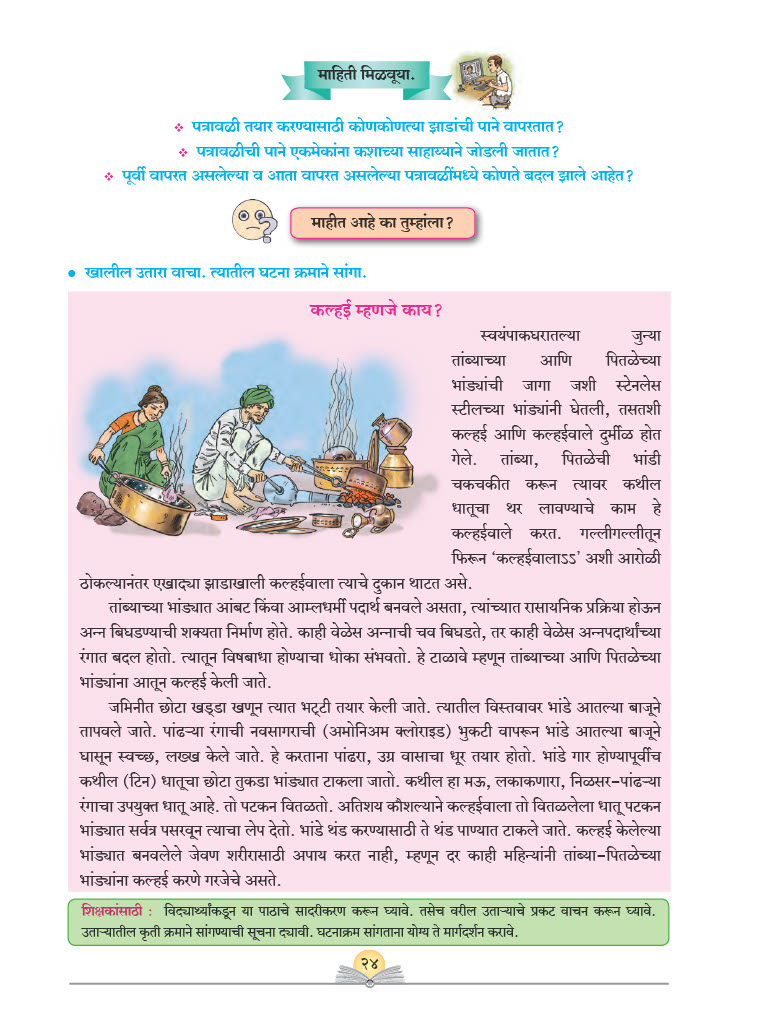 माहिती मिळवूया.
❖ पत्रावळी तयार करण्यासाठी कोणकोणत्या झाडांची पाने वापरतात?
❖ पत्रावळीची पाने एकमेकांना कशाच्या साहाय्याने जोडली जातात?
❖ पूर्वी वापरत असलेल्या व आता वापरत असलेल्या पत्रावळींमध्ये कोणते बदल झाले आहेत?
माहीत आहे का तुम्हांला?
● खालील उतारा वाचा. त्यातील घटना क्रमाने सांगा.
कल्हई म्हणजे काय?
स्वयंपाकघरातल्या जुन्या
तांब्याच्या आणि पितळेच्या
भांड्यांची जागा जशी स्टेनलेस
स्टीलच्या भांड्यांनी घेतली, तसतशी
कल्हई आणि कल्हईवाले दुर्मीळ होत
गेले. तांब्या, पितळेची भांडी
चकचकीत करून त्यावर कथील
धातूचा थर लावण्याचे काम हे
कल्हईवाले करत. गल्लीगल्लीतून
फिरून ‘कल्हईवालाऽऽ’ अशी आरोळी
ठोकल्यानंतर एखाद्या झाडाखाली कल्हईवाला त्याचे दुकान थाटत असे.
तांब्याच्या भांड्यात आंबट किंवा आम्लधर्मी पदार्थ बनवले असता, त्यांच्यात रासायनिक प्रक्रिया होऊन
अन्न बिघडण्याची शक्यता निर्माण होते. काही वेळेस अन्नाची चव बिघडते, तर काही वेळेस अन्नपदार्थांच्या
रंगात बदल होतो. त्यातून विषबाधा होण्याचा धोका संभवतो. हे टाळावे म्हणून तांब्याच्या आणि पितळेच्या
भांड्यांना आतून कल्हई केली जाते.
जमिनीत छोटा खड्डा खणून त्यात भट्टी तयार केली जाते. त्यातील विस्तवावर भांडे आतल्या बाजूने
तापवले जाते. पांढऱ्या रंगाची नवसागराची (अमोनिअम क्लोराइड) भुकटी वापरून भांडे आतल्या बाजूने
घासून स्वच्छ, लख्ख केले जाते. हे करताना पांढरा, उग्र वासाचा धूर तयार होतो. भांडे गार होण्यापूर्वीच
कथील (टिन) धातूचा छोटा तुकडा भांड्यात टाकला जातो. कथील हा मऊ, लकाकणारा, निळसर-पांढऱ्या
रंगाचा उपयुक्त धातू आहे. तो पटकन वितळतो. अतिशय कौशल्याने कल्हईवाला तो वितळलेला धातू पटकन
भांड्यात सर्वत्र पसरवून त्याचा लेप देतो. भांडे थंड करण्यासाठी ते थंड पाण्यात टाकले जाते. कल्हई केलेल्या
भांड्यात बनवलेले जेवण शरीरासाठी अपाय करत नाही, म्हणून दर काही महिन्यांनी तांब्या-पितळेच्या
भांड्यांना कल्हई करणे गरजेचे असते.
शिक्षकांसाठी : विद्यार्थ्यांकडून या पाठाचे सादरीकरण करून घ्यावे. तसेच वरील उताऱ्याचे प्रकट वाचन करून घ्यावे.
उताऱ्यातील कृती क्रमाने सांगण्याची सूचना द्यावी. घटनाक्रम सांगताना योग्य ते मार्गदर्शन करावे.
२४